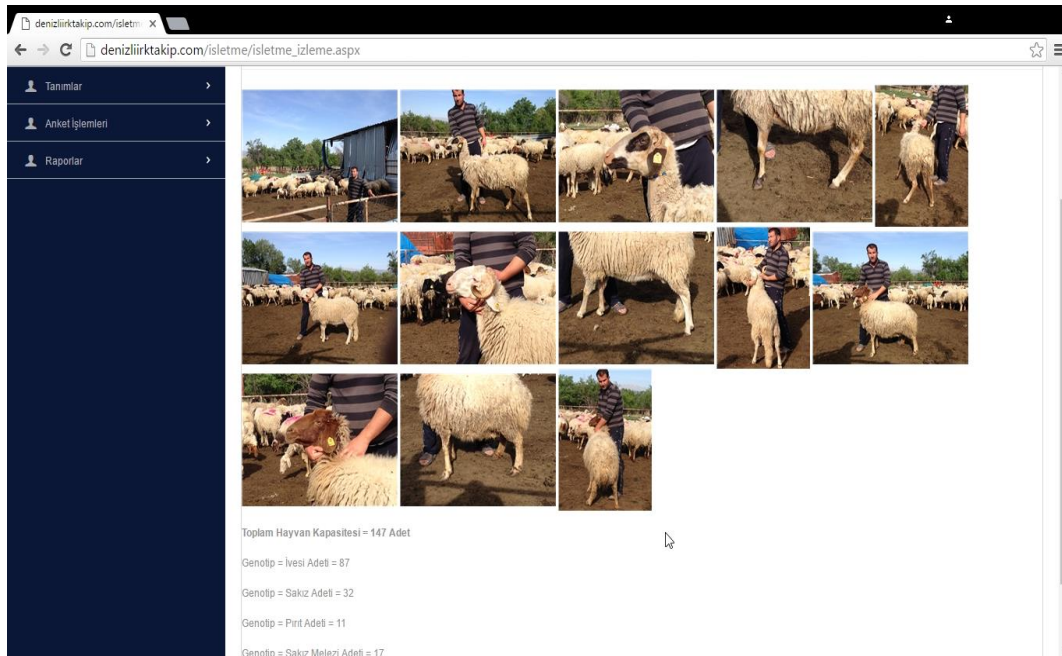 denizliirktakip.com/isletm
denizliirktakip.com/isletme/isletme_izleme.aspx
Tanımlar
Anket İşlemleri
Raporlar
Toplam Hayvan Kapasitesi = 147 Adet
Genotip = İvesi Adeti = 87
Genotip = Sakız Adeti = 32
Genotip = Pırıt Adeti = 11
Genotip = Sakız Melezi Adeti = 17